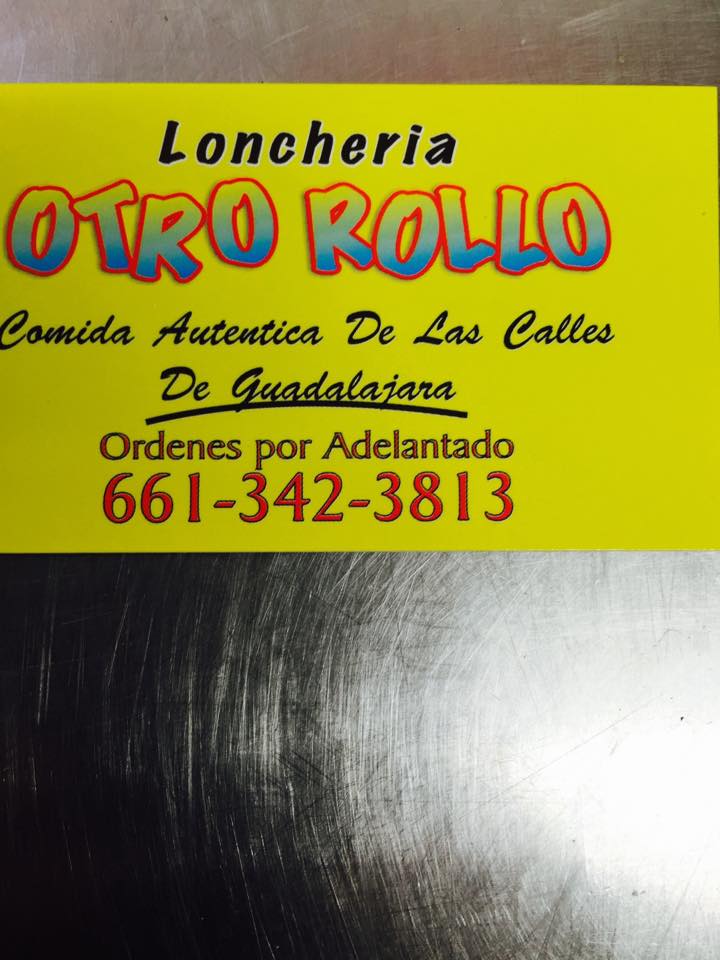 Loncheria
OTRO ROLLO
Comida Autentica De Las Calles
De Guadalajara
Ordenes por Adelantado
661-342-3813